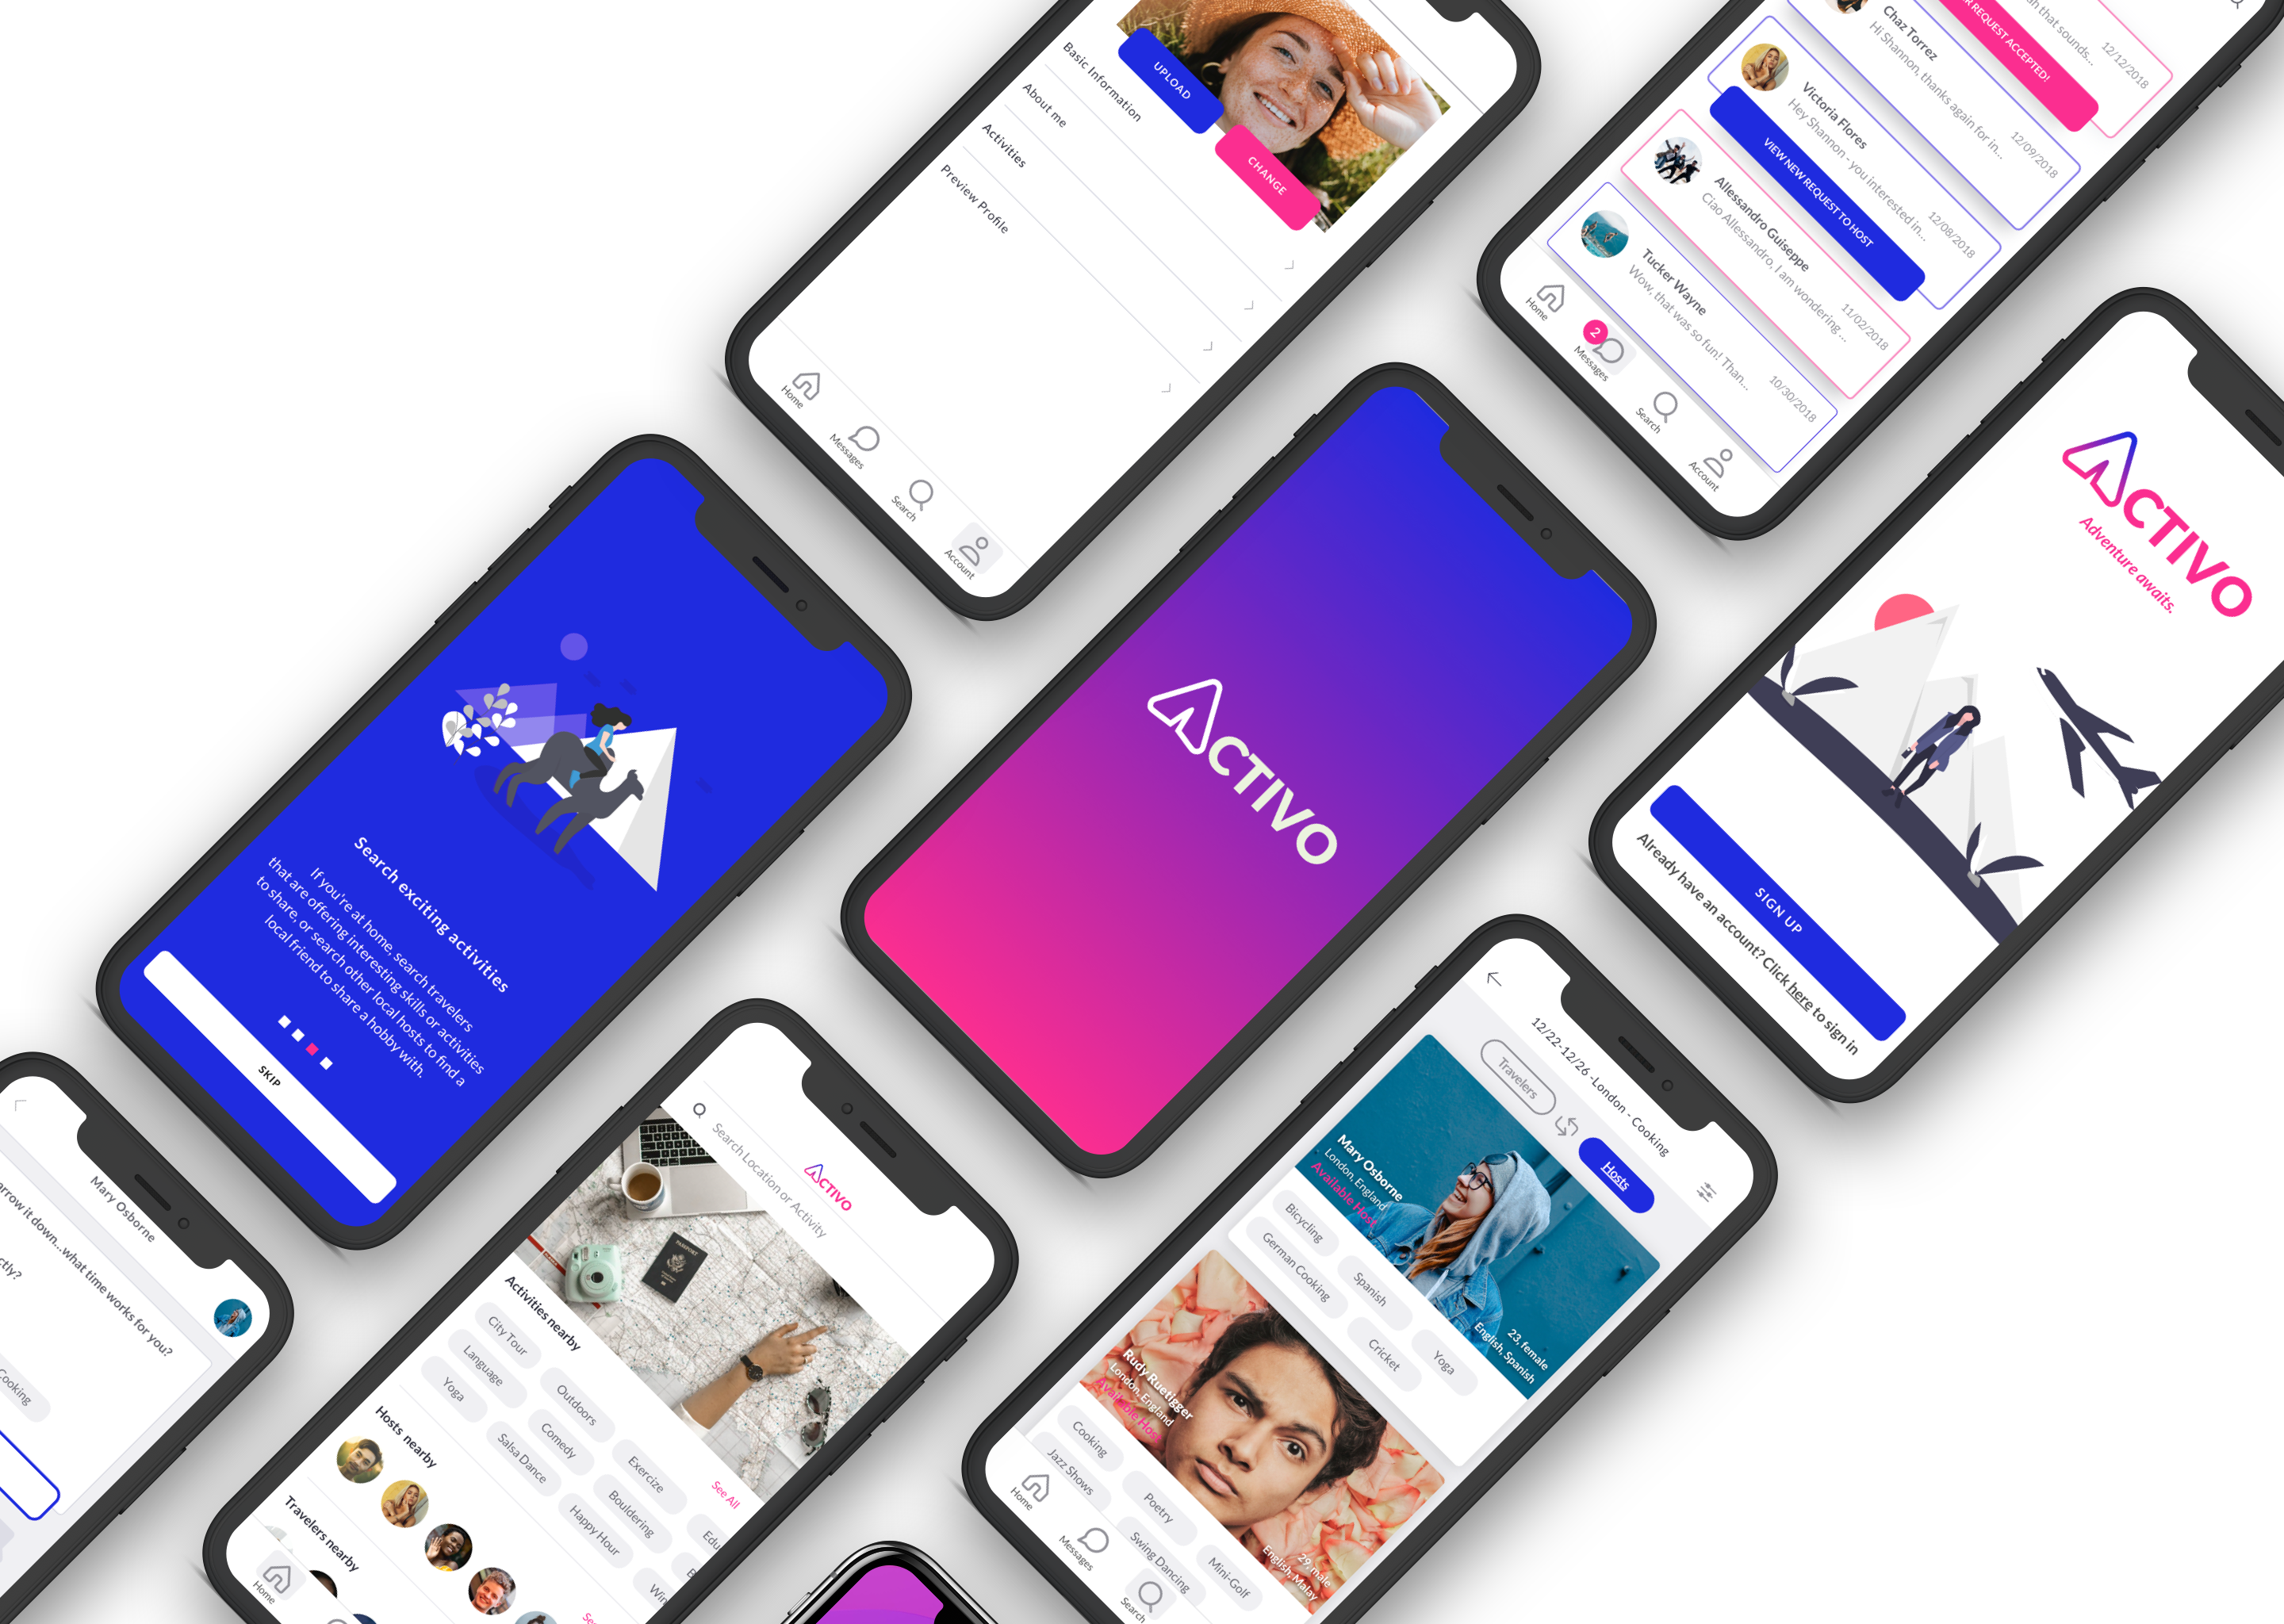 UPLOAD
CHANGE
Basic Information
About me
Activities
Preview Profile
Home
Messages
Search
Account
R REQUEST ACCEPTED!
ah that sounds...
12/12/2018
Chaz Torrez
Hi Shannon, thanks again for in...
12/09/2018
Victoria Flores
Hey Shannon - you interested in...
12/08/2018
VIEW NEW REQUEST TO HOST
Allessandro Guiseppe
Ciao Allessandro, I am wondering ...
11/02/2018
Tucker Wayne
Wow, that was so fun! Than...
10/30/2018
Home
2
Messages
Search
Account
Search exciting activities
If you're at home, search travelers
that are offering interesting skills or activities
to share, or search other local hosts to find a
local friend to share a hobby with.
SKIP
ACTIVO
ACTIVO
Adventure awaits.
SIGN UP
Already have an account? Click here to sign in
Mary Osborne
arrow it down...what time works for you?
ctly?
Cooking
ACTIVO
Search Location or Activity
PASSPORT
Activities nearby
See All
City Tour
Outdoors
Exercize
Edu
Language
Comedy
Bouldering
B
Yoga
Salsa Dance
Happy Hour
Win
Hosts nearby
See
Travelers nearby
Home
12/22-12/26 -London - Cooking
Travelers
Hosts
Mary Osborne
London, England
Available Host
23, female
English, Spanish
Bicycling
Spanish
Yoga
German Cooking
Cricket
Rudy Ruetigger
London, England
Available Host
29, male
English, Malay
Cooking
Poetry
Mini-Golf
Jazz Shows
Swing Dancing
Home
Messages
Search